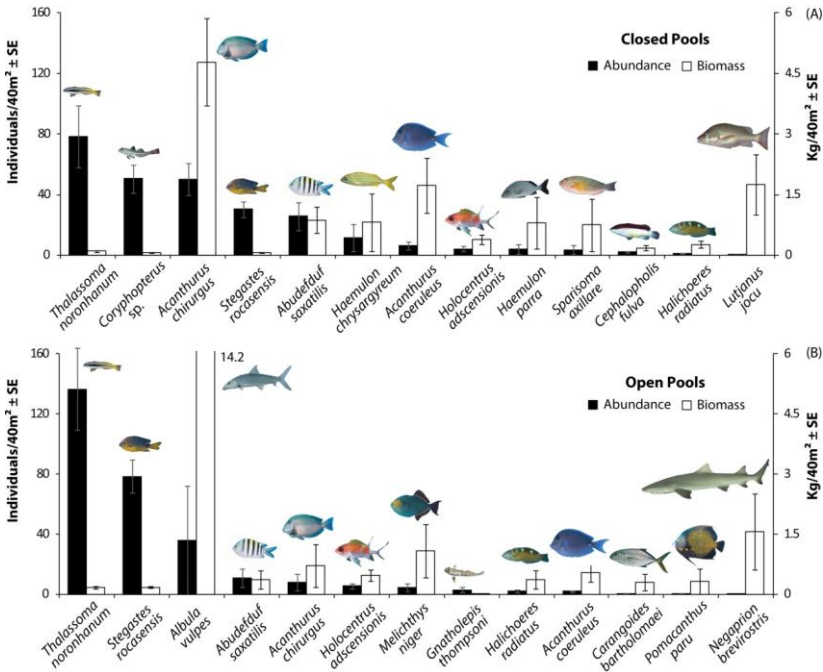 160
120
80
40
0
Individuals/40m² ± SE
(A)
Closed Pools
Abundance
Biomass
6
4.5
3
1.5
0
Kg/40m² ± SE
Thalassoma
noronhanum
Coryphopterus
sp.
Acanthurus
chirurgus
Stegastes
rocasensis
Abudefduf
saxatilis
Haemulon
chrysargyreum
Acanthurus
coeruleus
Holocentrus
adscensionis
Haemulon
parra
Sparisoma
axillare
Cephalopholis
fulva
Halichoeres
radiatus
Lutjanus
jocu
160
120
80
40
0
Individuals/40m² ± SE
14.2
(B)
Open Pools
Abundance
Biomass
6
4.5
3
1.5
0
Kg/40m² ± SE
Thalassoma
noronhanum
Stegastes
rocasensis
Albula
vulpes
Abudefduf
saxatilis
Acanthurus
chirurgus
Holocentrus
adscensionis
Melichthys
niger
Gnatholepis
thompsoni
Halichoeres
radiatus
Acanthurus
coeruleus
Carangoides
bartholomaei
Pomacanthus
paru
Negaprion
brevirostris